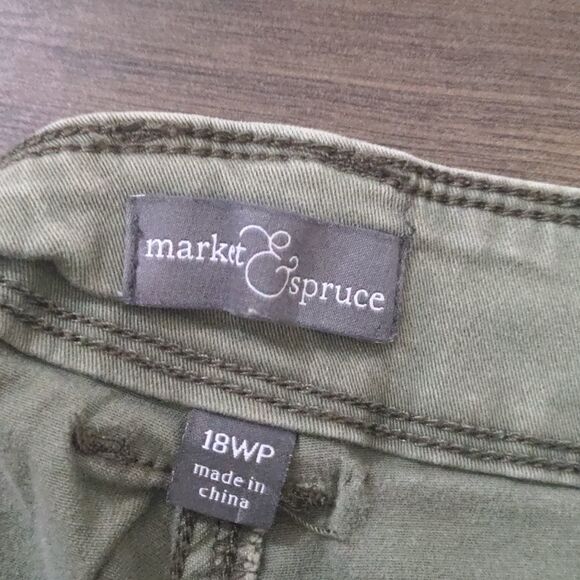 market & spruce
18WP
made in
china